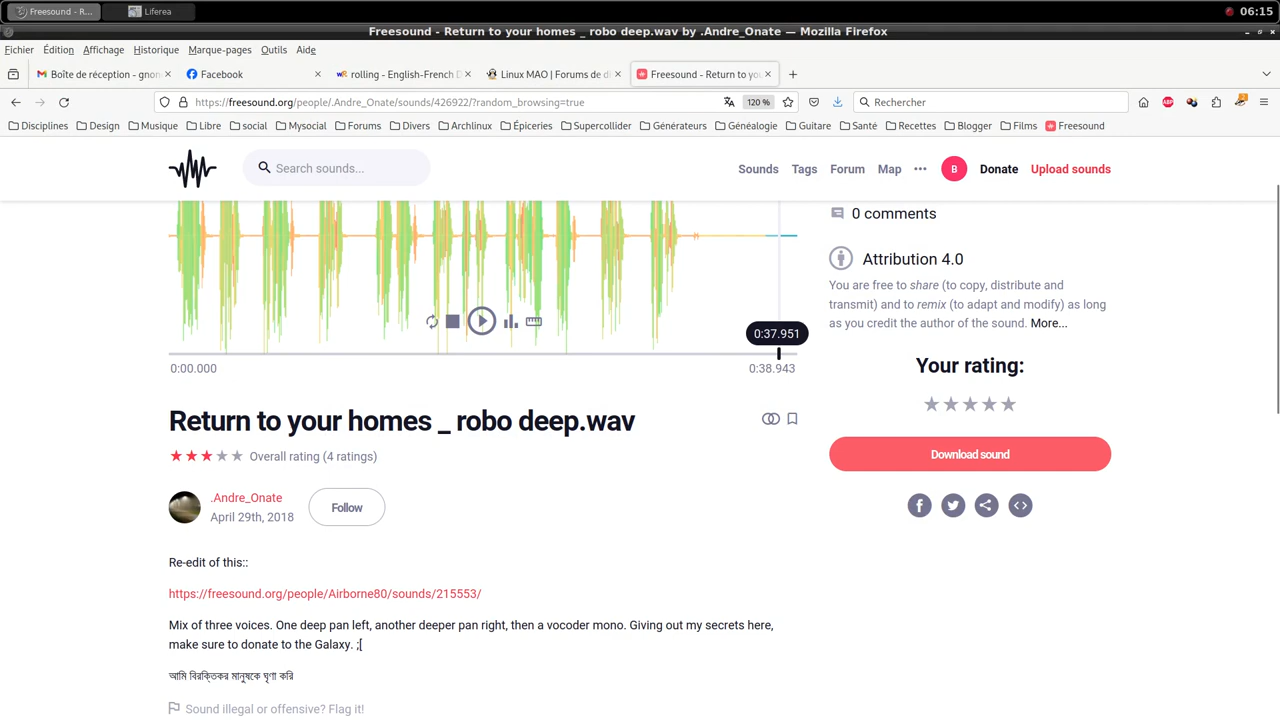 Freesound - R...
Liferea
06:15
Freesound - Return to your homes _ robo deep.wav by .Andre_Onate — Mozilla Firefox
Fichier Édition Affichage Historique Marque-pages Outils Aide
Boîte de réception - gnom
Facebook
rolling - English-French D
Linux MAO | Forums de di
Freesound - Return to you
https://freesound.org/people/.Andre_Onate/sounds/426922/?random_browsing=true
120 %
Rechercher
Disciplines Design Musique Libre social Mysocial Forums Divers Archlinux Épiceries Supercollider Générateurs Généalogie Guitare Santé Recettes Blogger Films Freesound
Search sounds...
Sounds Tags Forum Map ••• B Donate Upload sounds
0:37.951
0:00.000
0:38.943
Return to your homes _ robo deep.wav
Overall rating (4 ratings)
.Andre_Onate
April 29th, 2018
Follow
Re-edit of this::
https://freesound.org/people/Airborne80/sounds/215553/
Mix of three voices. One deep pan left, another deeper pan right, then a vocoder mono. Giving out my secrets here,
make sure to donate to the Galaxy. ;[
আমি বিরক্তিকর মানুষকে ঘৃণা করি
Sound illegal or offensive? Flag it!
0 comments
Attribution 4.0
You are free to share (to copy, distribute and
transmit) and to remix (to adapt and modify) as long
as you credit the author of the sound. More...
Your rating:
Download sound